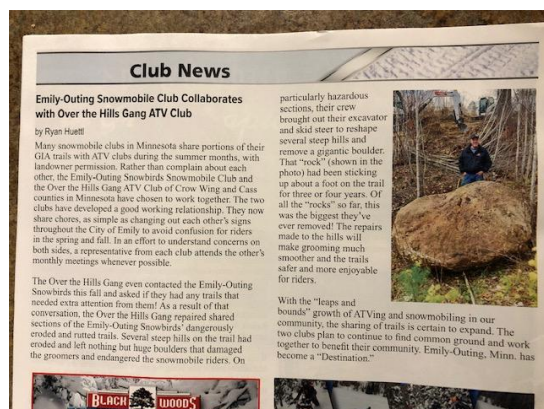 Club News
Emily-Outing Snowmobile Club Collaborates
with Over the Hills Gang ATV Club
by Ryan Huettl
Many snowmobile clubs in Minnesota share portions of their
GIA trails with ATV clubs during the summer months, with
landowner permission. Rather than complain about each
other, the Emily-Outing Snowbirds Snowmobile Club and
the Over the Hills Gang ATV Club of Crow Wing and Cass
counties in Minnesota have chosen to work together. The two
clubs have developed a good working relationship. They now
share chores, as simple as changing out each other's signs
throughout the City of Emily to avoid confusion for riders
in the spring and fall. In an effort to understand concerns on
both sides, a representative from each club attends the other's
monthly meetings whenever possible.
The Over the Hills Gang even contacted the Emily-Outing
Snowbirds this fall and asked if they had any trails that
needed extra attention from them! As a result of that
conversation, the Over the Hills Gang repaired shared
sections of the Emily-Outing Snowbirds' dangerously
eroded and rutted trails. Several steep hills on the trail had
eroded and left nothing but huge boulders that damaged
the groomers and endangered the snowmobile riders. On
particularly hazardous
sections, their crew
brought out their excavator
and skid steer to reshape
several steep hills and
remove a gigantic boulder.
That "rock" (shown in the
photo) had been sticking
up about a foot on the trail
for three or four years. Of
all the "rocks" so far, this
was the biggest they've
ever removed! The repairs
made to the hills will
make grooming much
smoother and the trails
safer and more enjoyable
for riders.
With the "leaps and
bounds" growth of ATVing and snowmobiling in our
community, the sharing of trails is certain to expand. The
two clubs plan to continue to find common ground and work
together to benefit their community. Emily-Outing, Minn. has
become a "Destination."
BLACK WOODS